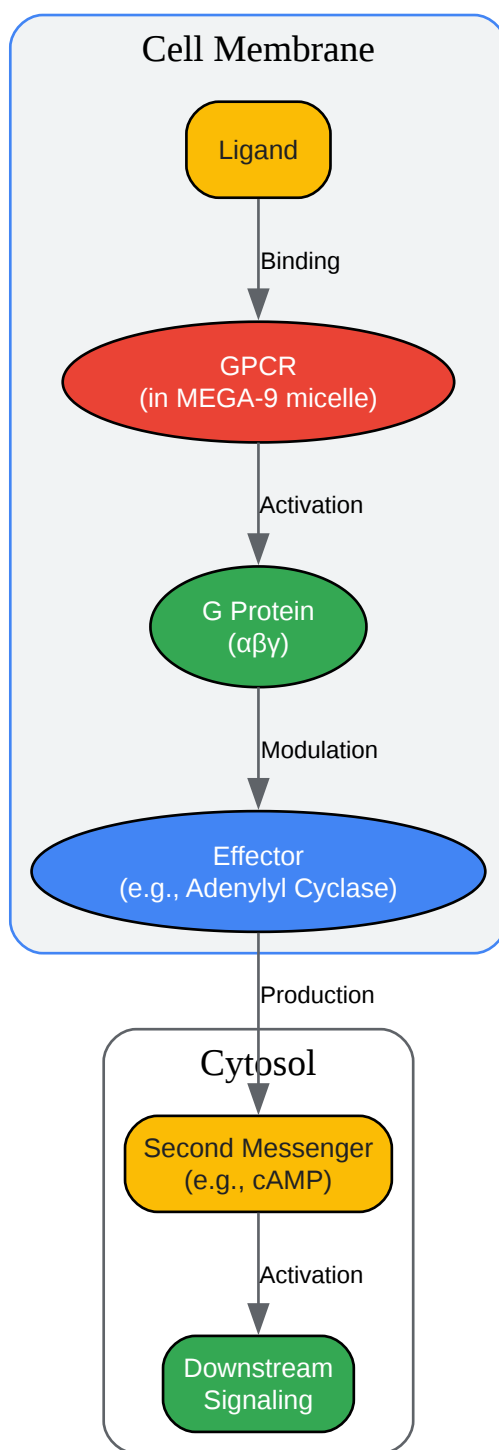 Cell Membrane
Ligand
Binding
GPCR
(in MEGA-9 micelle)
Activation
G Protein
(αβγ)
Modulation
Effector
(e.g., Adenylyl Cyclase)
Production
Cytosol
Second Messenger
(e.g., cAMP)
Activation
Downstream
Signaling